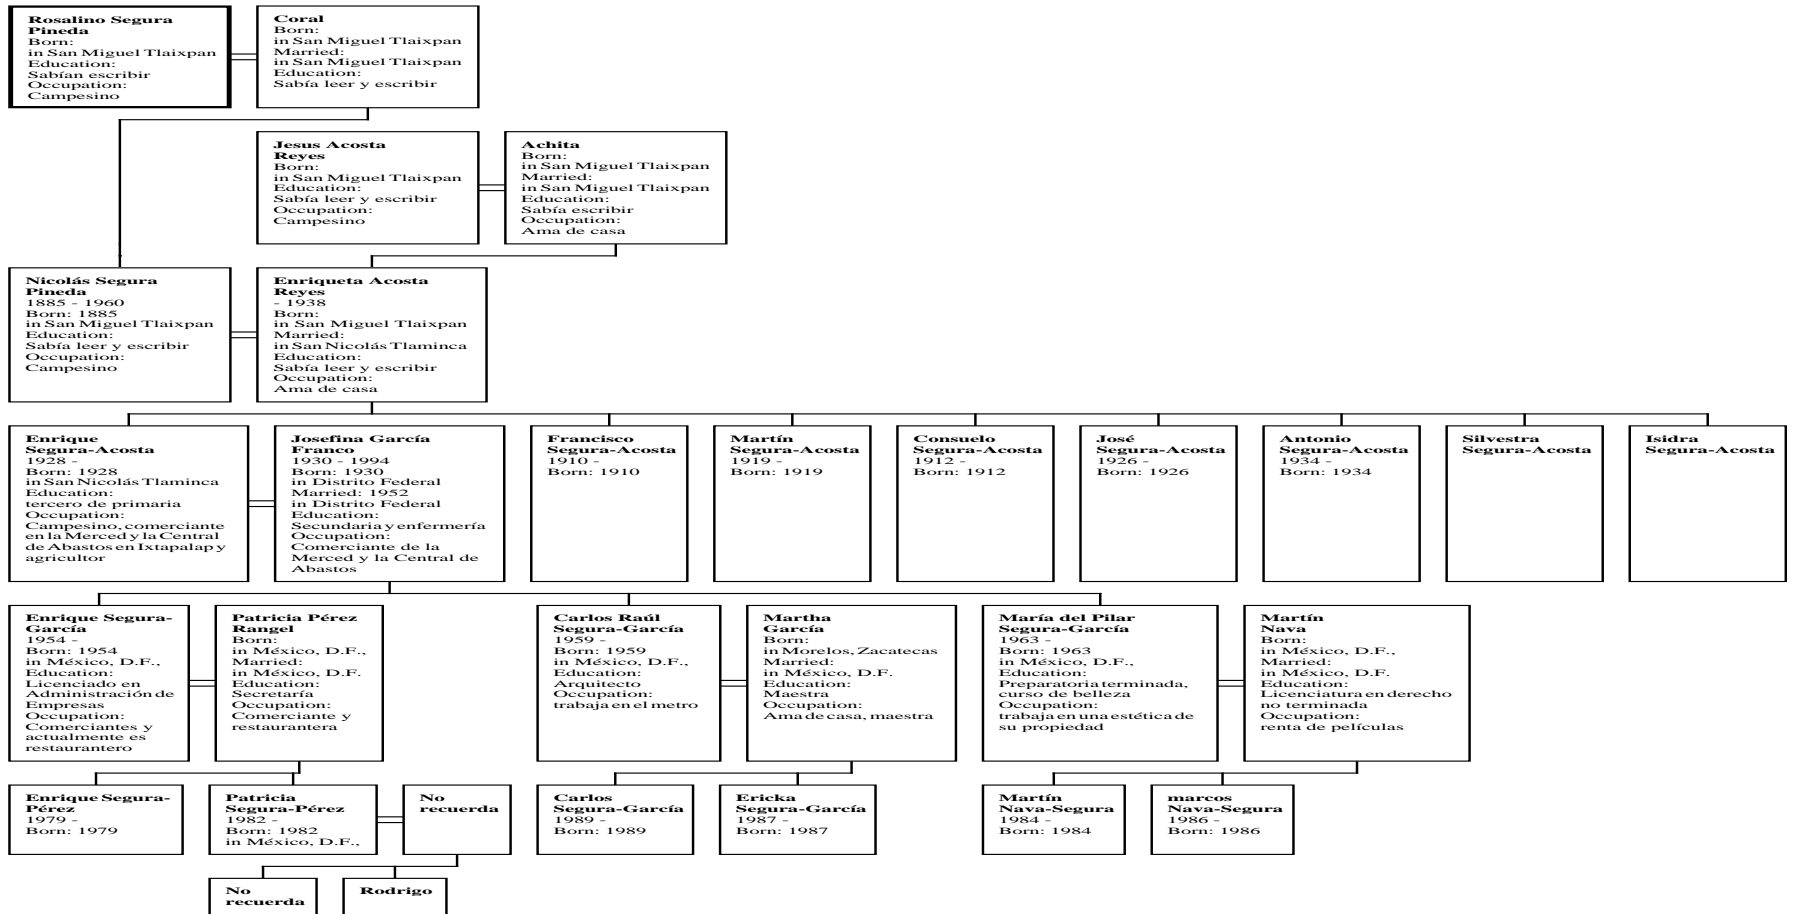 Rosalino Segura
Pineda
Born:
in San Miguel Tlaixpan
Education:
Sabían escribir
Occupation:
Campesino
Coral
Born:
in San Miguel Tlaixpan
Married:
in San Miguel Tlaixpan
Education:
Sabía leer y escribir
Jesus Acosta
Reyes
Born:
in San Miguel Tlaixpan
Education:
Sabía leer y escribir
Occupation:
Campesino
Achita
Born:
in San Miguel Tlaixpan
Married:
in San Miguel Tlaixpan
Education:
Sabía escribir
Occupation:
Ama de casa
Nicolás Segura
Pineda
1885 - 1960
Born: 1885
in San Miguel Tlaixpan
Education:
Sabía leer y escribir
Occupation:
Campesino
Enriqueta Acosta
Reyes
- 1938
Born:
in San Miguel Tlaixpan
Married:
in San Nicolás Tlaminca
Education:
Sabía leer y escribir
Occupation:
Ama de casa
Enrique
Segura-Acosta
1928 -
Born: 1928
in San Nicolás Tlaminca
Education:
tercero de primaria
Occupation:
Campesino, comerciante
en la Merced y la Central
de Abastos en Ixtapalap y
agricultor
Josefina García
Franco
1930 - 1994
Born: 1930
in Distrito Federal
Married: 1952
in Distrito Federal
Education:
Secundaria y enfermería
Occupation:
Comerciante de la
Merced y la Central de
Abastos
Francisco
Segura-Acosta
1910 -
Born: 1910
Martín
Segura-Acosta
1919 -
Born: 1919
Consuelo
Segura-Acosta
1912 -
Born: 1912
José
Segura-Acosta
1926 -
Born: 1926
Antonio
Segura-Acosta
1934 -
Born: 1934
Silvestra
Segura-Acosta
Isidra
Segura-Acosta
Enrique Segura-
García
1954 -
Born: 1954
in México, D.F.,
Education:
Licenciado en
Administración de
Empresas
Occupation:
Comerciantes y
actualmente es
restaurantero
Patricia Pérez
Rangel
Born:
in México, D.F.,
Married:
in México, D.F.
Education:
Secretaría
Occupation:
Comerciante y
restaurantera
Carlos Raúl
Segura-García
1959 -
Born: 1959
in México, D.F.,
Education:
Arquitecto
Occupation:
trabaja en el metro
Martha
García
Born:
in Morelos, Zacatecas
Married:
in México, D.F.
Education:
Maestra
Occupation:
Ama de casa, maestra
María del Pilar
Segura-García
1963 -
Born: 1963
in México, D.F.,
Education:
Preparatoria terminada,
curso de belleza
Occupation:
trabaja en una estética de
su propiedad
Martín
Nava
Born:
in México, D.F.,
Married:
in México, D.F.
Education:
Licenciatura en derecho
no terminada
Occupation:
renta de películas
Enrique Segura-
Pérez
1979 -
Born: 1979
Patricia
Segura-Pérez
1982 -
Born: 1982
in México, D.F.,
No
recuerda
Carlos
Segura-García
1989 -
Born: 1989
Ericka
Segura-García
1987 -
Born: 1987
Martín
Nava-Segura
1984 -
Born: 1984
marcos
Nava-Segura
1986 -
Born: 1986
No
recuerda
Rodrigo